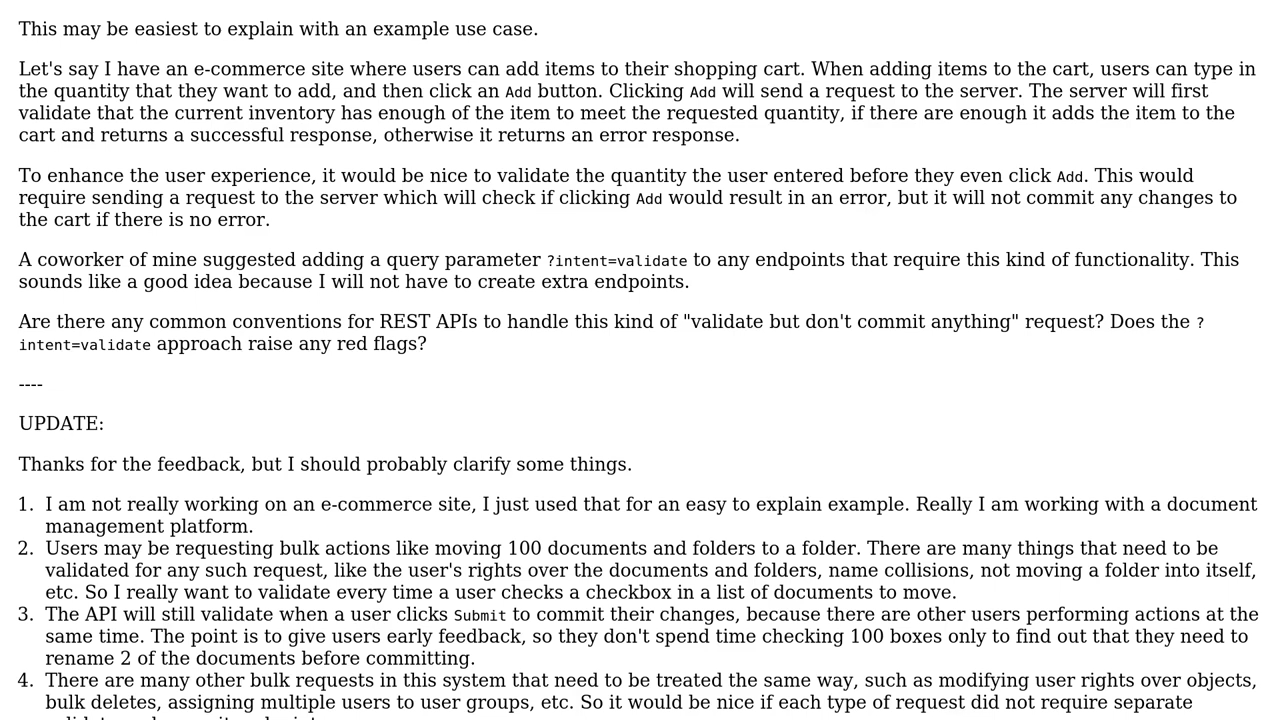 This may be easiest to explain with an example use case.
Let's say I have an e-commerce site where users can add items to their shopping cart. When adding items to the cart, users can type in
the quantity that they want to add, and then click an Add button. Clicking Add will send a request to the server. The server will first
validate that the current inventory has enough of the item to meet the requested quantity, if there are enough it adds the item to the
cart and returns a successful response, otherwise it returns an error response.
To enhance the user experience, it would be nice to validate the quantity the user entered before they even click Add. This would
require sending a request to the server which will check if clicking Add would result in an error, but it will not commit any changes to
the cart if there is no error.
A coworker of mine suggested adding a query parameter ?intent=validate to any endpoints that require this kind of functionality. This
sounds like a good idea because I will not have to create extra endpoints.
Are there any common conventions for REST APIs to handle this kind of "validate but don't commit anything" request? Does the ?
intent=validate approach raise any red flags?
----
UPDATE:
Thanks for the feedback, but I should probably clarify some things.
1. I am not really working on an e-commerce site, I just used that for an easy to explain example. Really I am working with a document
management platform.
2. Users may be requesting bulk actions like moving 100 documents and folders to a folder. There are many things that need to be
validated for any such request, like the user's rights over the documents and folders, name collisions, not moving a folder into itself,
etc. So I really want to validate every time a user checks a checkbox in a list of documents to move.
3. The API will still validate when a user clicks Submit to commit their changes, because there are other users performing actions at the
same time. The point is to give users early feedback, so they don't spend time checking 100 boxes only to find out that they need to
rename 2 of the documents before committing.
4. There are many other bulk requests in this system that need to be treated the same way, such as modifying user rights over objects,
bulk deletes, assigning multiple users to user groups, etc. So it would be nice if each type of request did not require separate